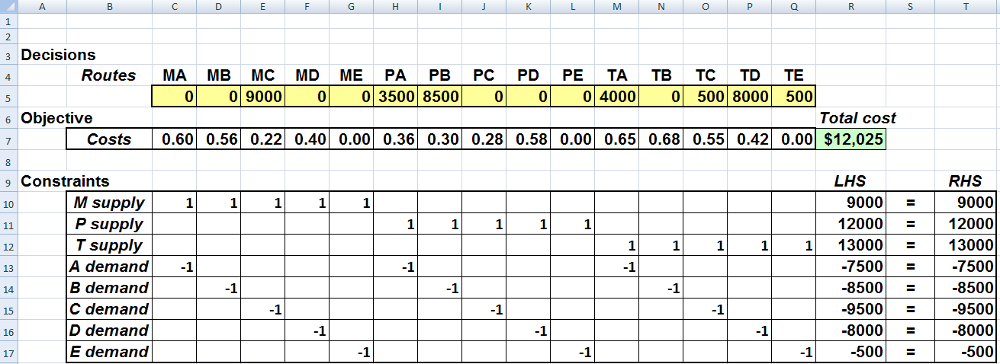 A B C D E F G H I J K L M N O P Q R S T
1
2
3 Decisions
4 Routes MA MB MC MD ME PA PB PC PD PE TA TB TC TD TE
5 0 0 9000 0 0 3500 8500 0 0 0 4000 0 500 8000 500
6 Objective Total cost
7 Costs 0.60 0.56 0.22 0.40 0.00 0.36 0.30 0.28 0.58 0.00 0.65 0.68 0.55 0.42 0.00 $12,025
8
9 Constraints LHS RHS
10 M supply 1 1 1 1 1 9000 = 9000
11 P supply 1 1 1 1 1 12000 = 12000
12 T supply 1 1 1 1 1 13000 = 13000
13 A demand -1 -1 -1 -7500 = -7500
14 B demand -1 -1 -1 -8500 = -8500
15 C demand -1 -1 -1 -9500 = -9500
16 D demand -1 -1 -1 -8000 = -8000
17 E demand -1 -1 -1 -500 = -500